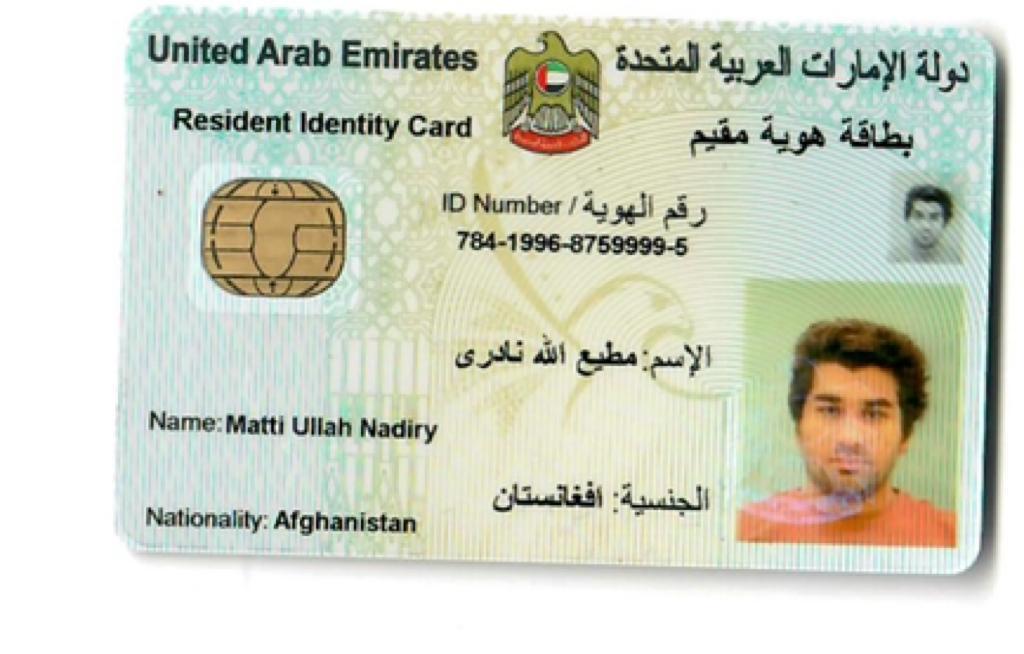 United Arab Emirates
دولة الإمارات العربية المتحدة
Resident Identity Card
بطاقة هوية مقيم
ID Number / رقم الهوية
784-1996-8759999-5
الإسم: مطيع الله نادرى
Name: Matti Ullah Nadiry
الجنسية: افغانستان
Nationality: Afghanistan